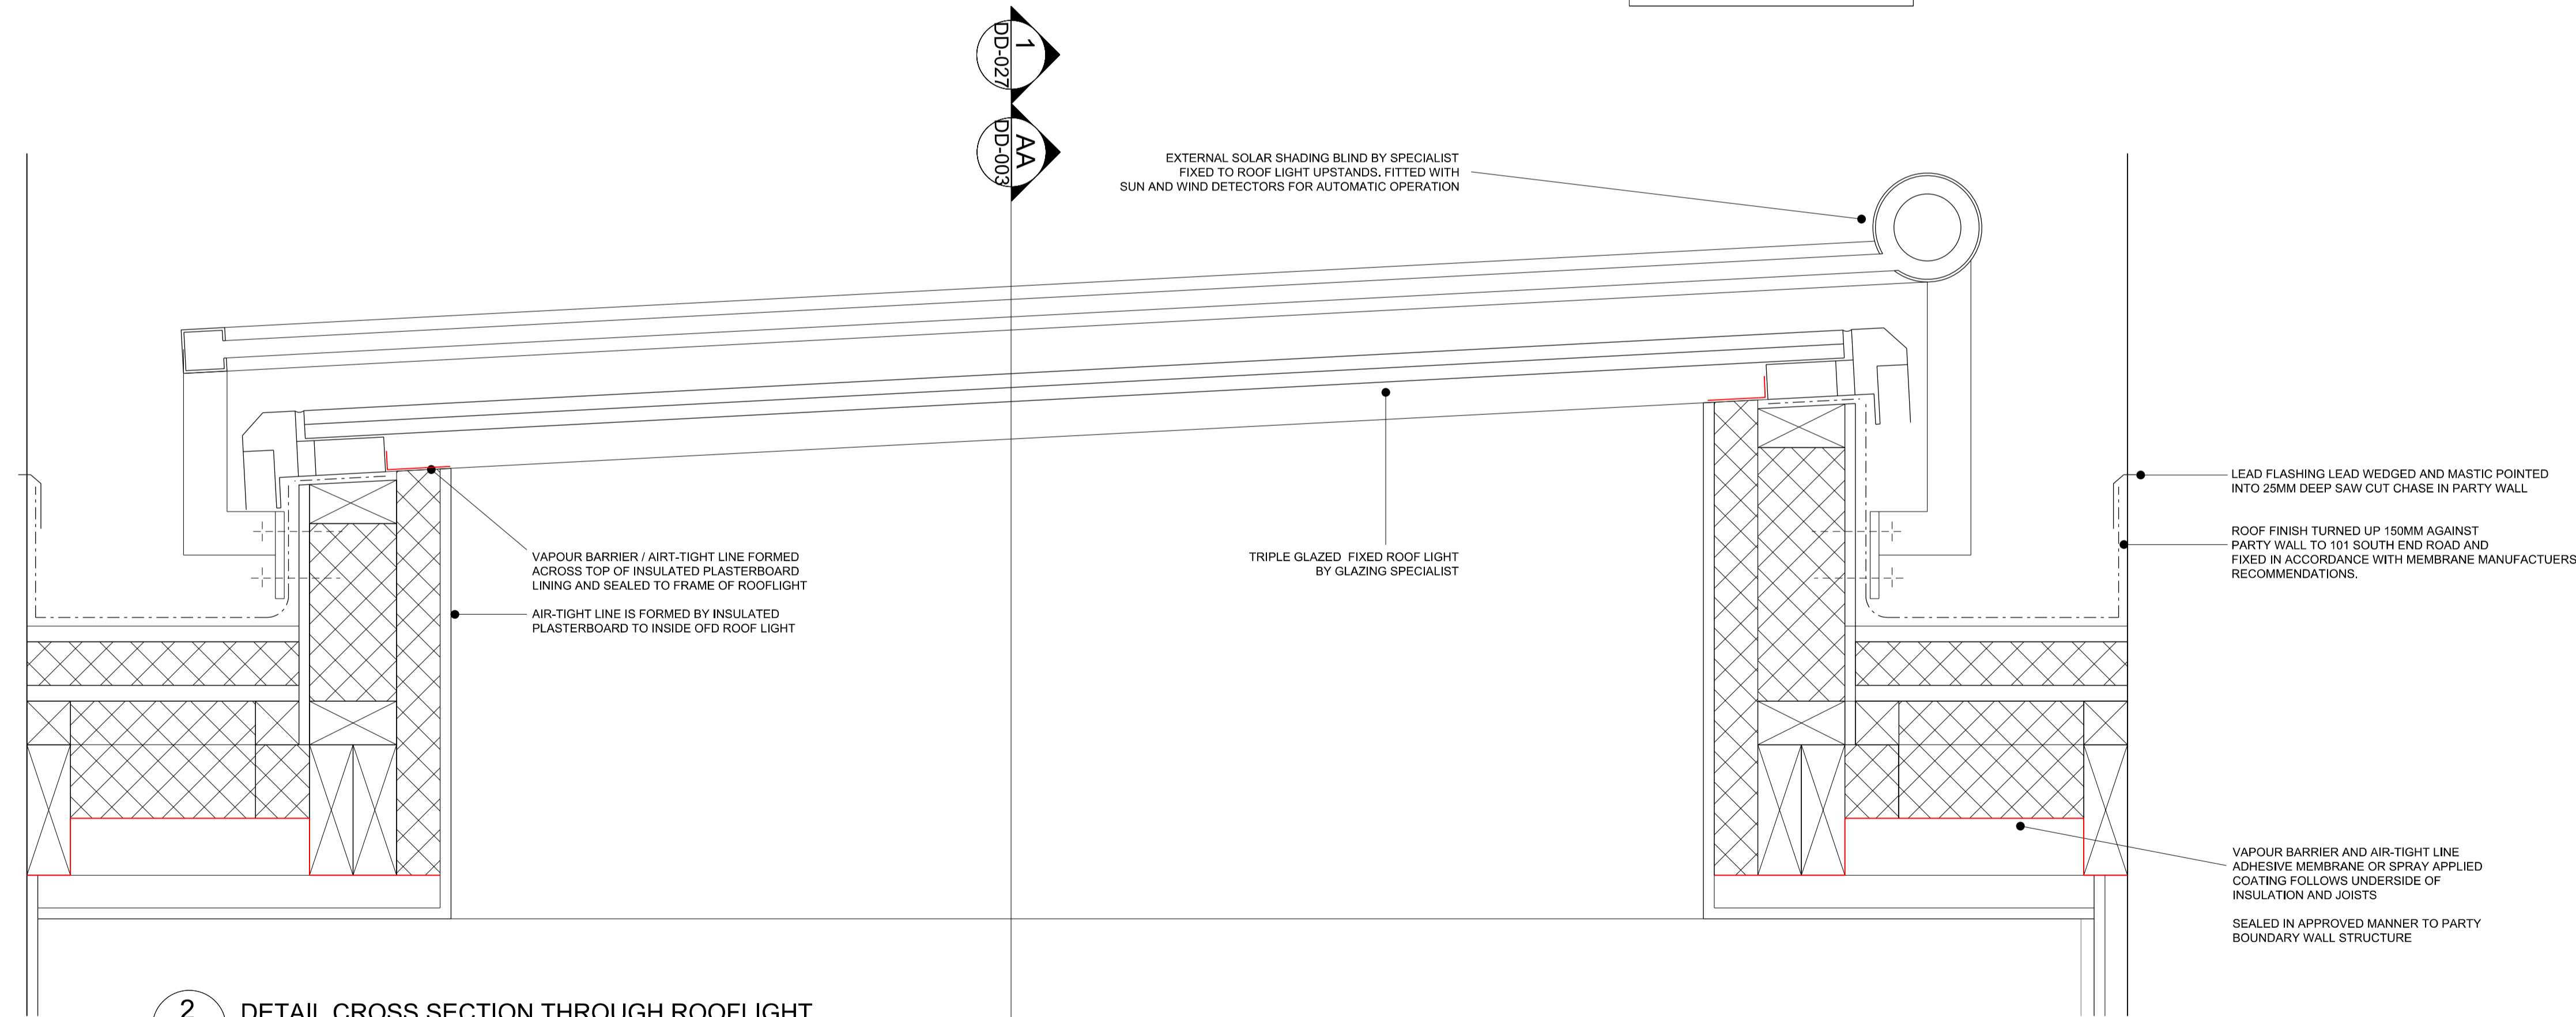 1
DD-027
AA
DD-003
EXTERNAL SOLAR SHADING BLIND BY SPECIALIST
FIXED TO ROOF LIGHT UPSTANDS. FITTED WITH
SUN AND WIND DETECTORS FOR AUTOMATIC OPERATION
LEAD FLASHING LEAD WEDGED AND MASTIC POINTED
INTO 25MM DEEP SAW CUT CHASE IN PARTY WALL
ROOF FINISH TURNED UP 150MM AGAINST
PARTY WALL TO 101 SOUTH END ROAD AND
FIXED IN ACCORDANCE WITH MEMBRANE MANUFACTUERS
RECOMMENDATIONS.
VAPOUR BARRIER / AIRT-TIGHT LINE FORMED
ACROSS TOP OF INSULATED PLASTERBOARD
LINING AND SEALED TO FRAME OF ROOFLIGHT
AIR-TIGHT LINE IS FORMED BY INSULATED
PLASTERBOARD TO INSIDE OFD ROOF LIGHT
TRIPLE GLAZED FIXED ROOF LIGHT
BY GLAZING SPECIALIST
VAPOUR BARRIER AND AIR-TIGHT LINE
ADHESIVE MEMBRANE OR SPRAY APPLIED
COATING FOLLOWS UNDERSIDE OF
INSULATION AND JOISTS
SEALED IN APPROVED MANNER TO PARTY
BOUNDARY WALL STRUCTURE
2
DETAIL CROSS SECTION THROUGH ROOFLIGHT